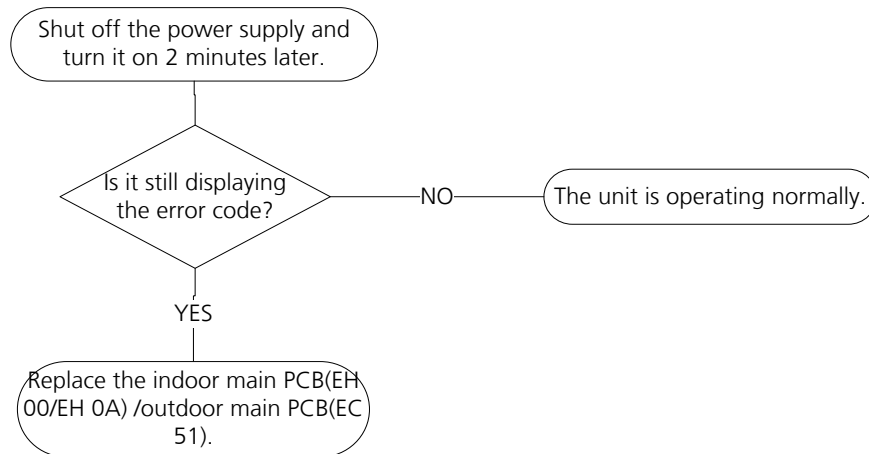 Shut off the power supply and
turn it on 2 minutes later.
Is it still displaying
the error code?
NO
The unit is operating normally.
YES
Replace the indoor main PCB(EH
00/EH 0A) /outdoor main PCB(EC
51).